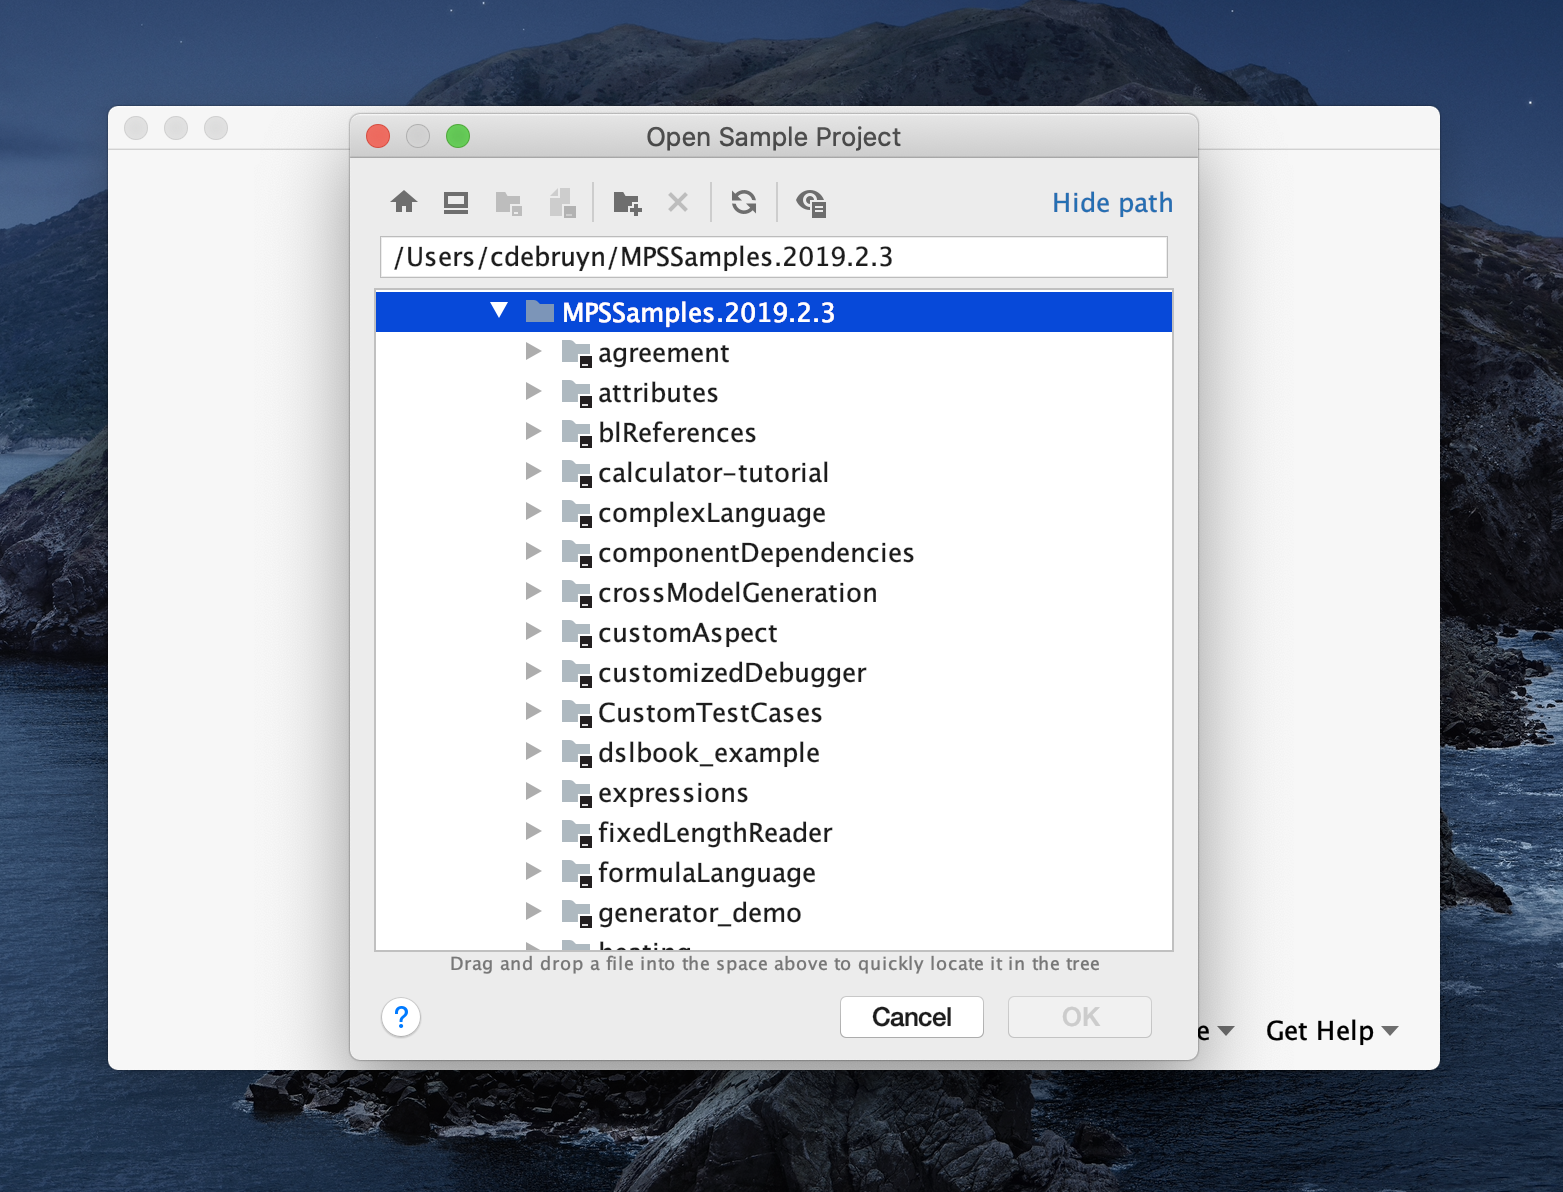 Open Sample Project
Hide path
/Users/cdebruyn/MPSSamples.2019.2.3
MPSSamples.2019.2.3
agreement
attributes
blReferences
calculator-tutorial
complexLanguage
componentDependencies
crossModelGeneration
customAspect
customizedDebugger
CustomTestCases
dslbook_example
expressions
fixedLengthReader
formulaLanguage
generator_demo
Drag and drop a file into the space above to quickly locate it in the tree
?
Cancel
OK
e
Get Help